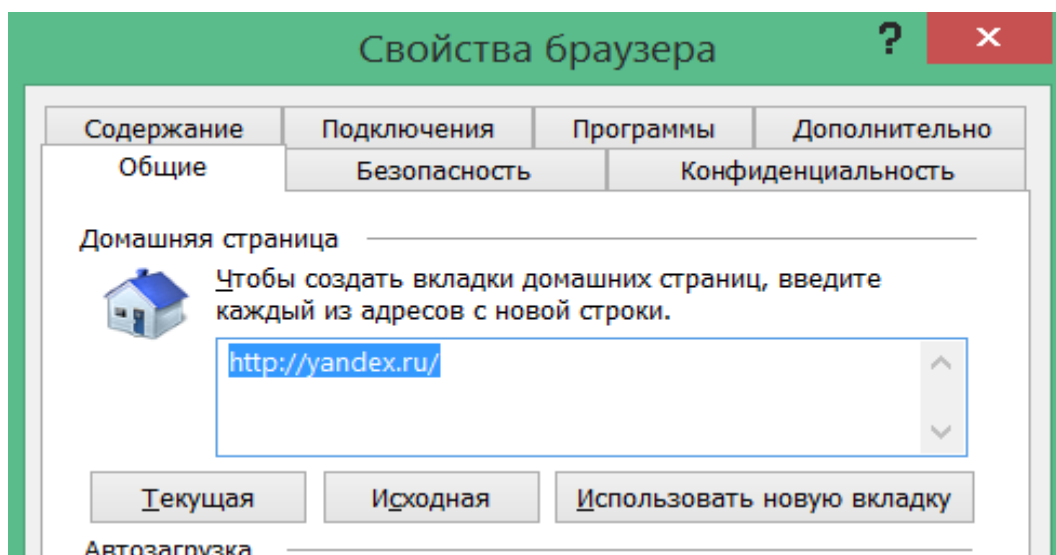 Свойства браузера ?
Содержание Подключения Программы Дополнительно
Общие Безопасность Конфиденциальность
Домашняя страница
Чтобы создать вкладки домашних страниц, введите
каждый из адресов с новой строки.
http://yandex.ru/
Текущая Исходная Использовать новую вкладку
Автозагрузка